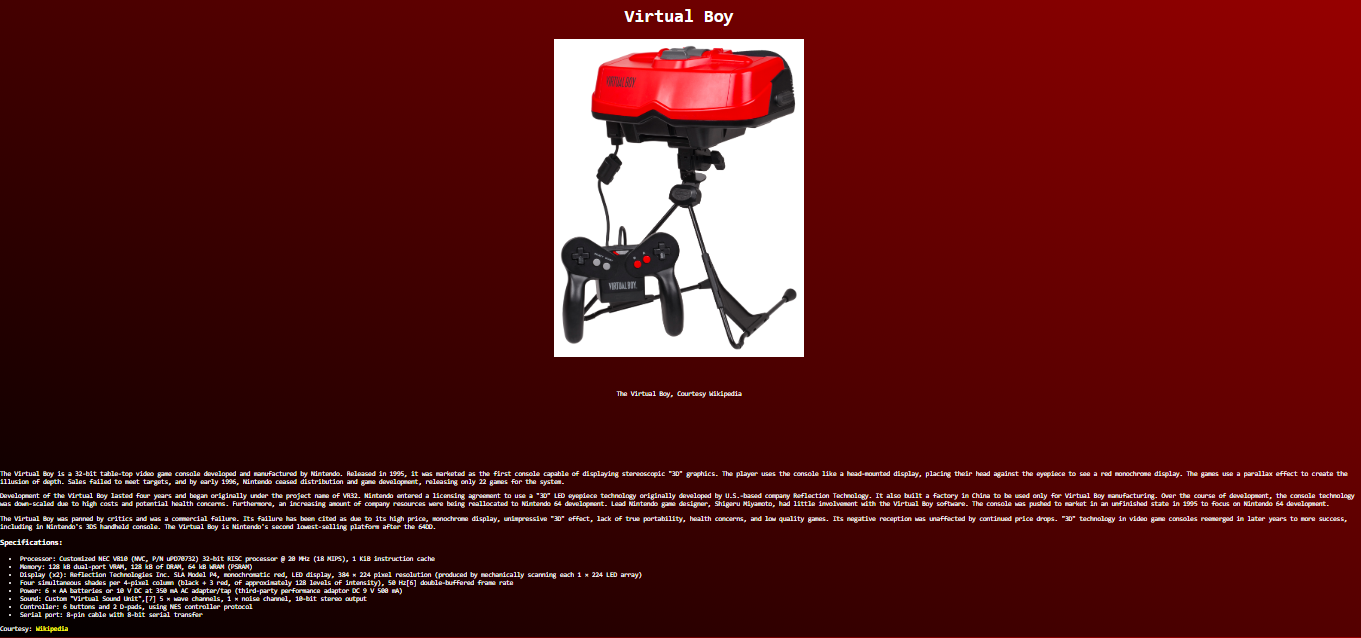 Virtual Boy
VIRTUAL BOY
VIRTUAL BOY
The Virtual Boy, Courtesy Wikipedia
The Virtual Boy is a 32-bit table-top video game console developed and manufactured by Nintendo. Released in 1995, it was marketed as the first console capable of displaying stereoscopic "3D" graphics. The player uses the console like a head-mounted display, placing their head against the eyepiece to see a red monochrome display. The games use a parallax effect to create the
illusion of depth. Sales failed to meet targets, and by early 1996, Nintendo ceased distribution and game development, releasing only 22 games for the system.
Development of the Virtual Boy lasted four years and began originally under the project name of VR32. Nintendo entered a licensing agreement to use a "3D" LED eyepiece technology originally developed by U.S.-based company Reflection Technology. It also built a factory in China to be used only for Virtual Boy manufacturing. Over the course of development, the console technology
was down-scaled due to high costs and potential health concerns. Furthermore, an increasing amount of company resources were being reallocated to Nintendo 64 development. Lead Nintendo game designer, Shigeru Miyamoto, had little involvement with the Virtual Boy software. The console was pushed to market in an unfinished state in 1995 to focus on Nintendo 64 development.
The Virtual Boy was panned by critics and was a commercial failure. Its failure has been cited as due to its high price, monochrome display, unimpressive "3D" effect, lack of true portability, health concerns, and low quality games. Its negative reception was unaffected by continued price drops. "3D" technology in video game consoles reemerged in later years to more success,
including in Nintendo's 3DS handheld console. The Virtual Boy is Nintendo's second lowest-selling platform after the 64DD.
Specifications:
• Processor: Customized NEC V810 (NVC, P/N uPD70732) 32-bit RISC processor @ 20 MHz (18 MIPS), 1 KiB instruction cache
• Memory: 128 kB dual-port VRAM, 128 kB of DRAM, 64 kB WRAM (PSRAM)
• Display (x2): Reflection Technologies Inc. SLA Model P4, monochromatic red, LED display, 384 × 224 pixel resolution (produced by mechanically scanning each 1 × 224 LED array)
• Four simultaneous shades per 4-pixel column (black + 3 red, of approximately 128 levels of intensity), 50 Hz[6] double-buffered frame rate
• Power: 6 × AA batteries or 10 V DC at 350 mA AC adapter/tap (third-party performance adaptor DC 9 V 500 mA)
• Sound: Custom "Virtual Sound Unit",[7] 5 × wave channels, 1 × noise channel, 10-bit stereo output
• Controller: 6 buttons and 2 D-pads, using NES controller protocol
• Serial port: 8-pin cable with 8-bit serial transfer
Courtesy: Wikipedia